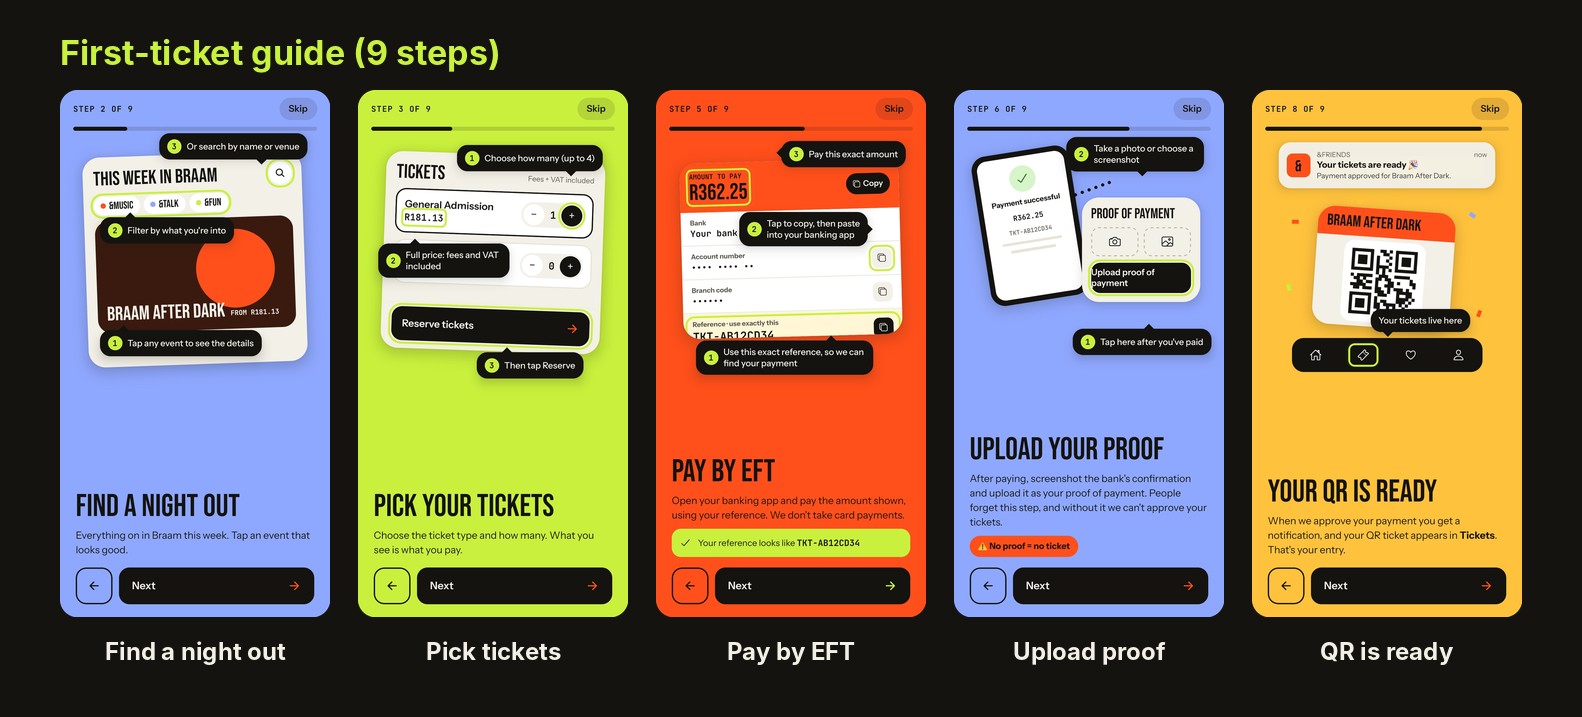 First-ticket guide (9 steps)
STEP 2 OF 9
Skip
3 Or search by name or venue
THIS WEEK IN BRAAM
&MUSIC
&TALK
&FUN
2 Filter by what you're into
BRAAM AFTER DARK
FROM R181.13
1 Tap any event to see the details
FIND A NIGHT OUT
Everything on in Braam this week. Tap an event that
looks good.
Next
Find a night out
STEP 3 OF 9
Skip
1 Choose how many (up to 4)
TICKETS
Fees + VAT included
General Admission
R181.13
− 1 +
2 Full price: fees and VAT
included
− 0 +
Reserve tickets
3 Then tap Reserve
PICK YOUR TICKETS
Choose the ticket type and how many. What you
see is what you pay.
Next
Pick tickets
STEP 5 OF 9
Skip
3 Pay this exact amount
AMOUNT TO PAY
R362.25
Copy
Bank
Your bank
2 Tap to copy, then paste
into your banking app
Account number
•••• •••• ••
Branch code
••••••
Reference · use exactly this
TKT-AB12CD34
1 Use this exact reference, so we can
find your payment
PAY BY EFT
Open your banking app and pay the amount shown,
using your reference. We don't take card payments.
Your reference looks like TKT-AB12CD34
Next
Pay by EFT
STEP 6 OF 9
Skip
2 Take a photo or choose a
screenshot
Payment successful
R362.25
TKT-AB12CD34
PROOF OF PAYMENT
Upload proof of
payment
1 Tap here after you've paid
UPLOAD YOUR PROOF
After paying, screenshot the bank's confirmation
and upload it as your proof of payment. People
forget this step, and without it we can't approve your
tickets.
⚠️ No proof = no ticket
Next
Upload proof
STEP 8 OF 9
Skip
&
&FRIENDS
now
Your tickets are ready 🎉
Payment approved for Braam After Dark.
BRAAM AFTER DARK
Your tickets live here
YOUR QR IS READY
When we approve your payment you get a
notification, and your QR ticket appears in Tickets.
That's your entry.
Next
QR is ready